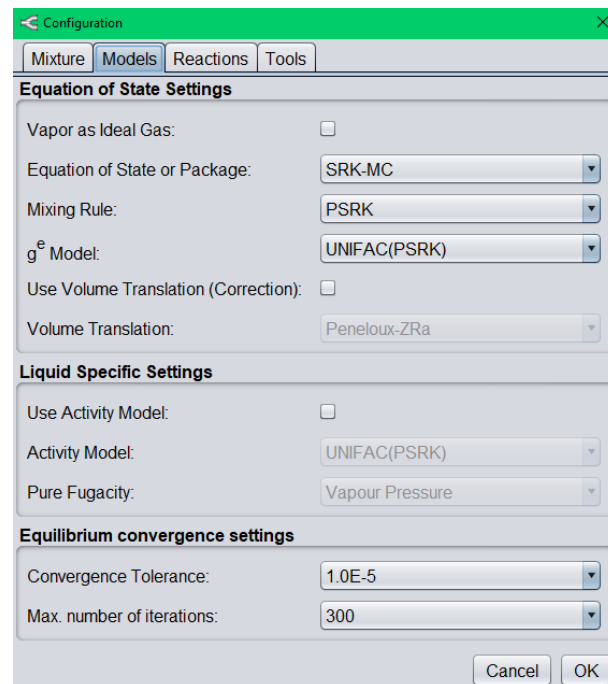 Configuration
Mixture Models Reactions Tools
Equation of State Settings
Vapor as Ideal Gas:
Equation of State or Package: SRK-MC
Mixing Rule: PSRK
g^e Model: UNIFAC(PSRK)
Use Volume Translation (Correction):
Volume Translation: Peneloux-ZRa
Liquid Specific Settings
Use Activity Model:
Activity Model: UNIFAC(PSRK)
Pure Fugacity: Vapour Pressure
Equilibrium convergence settings
Convergence Tolerance: 1.0E-5
Max. number of iterations: 300
Cancel OK